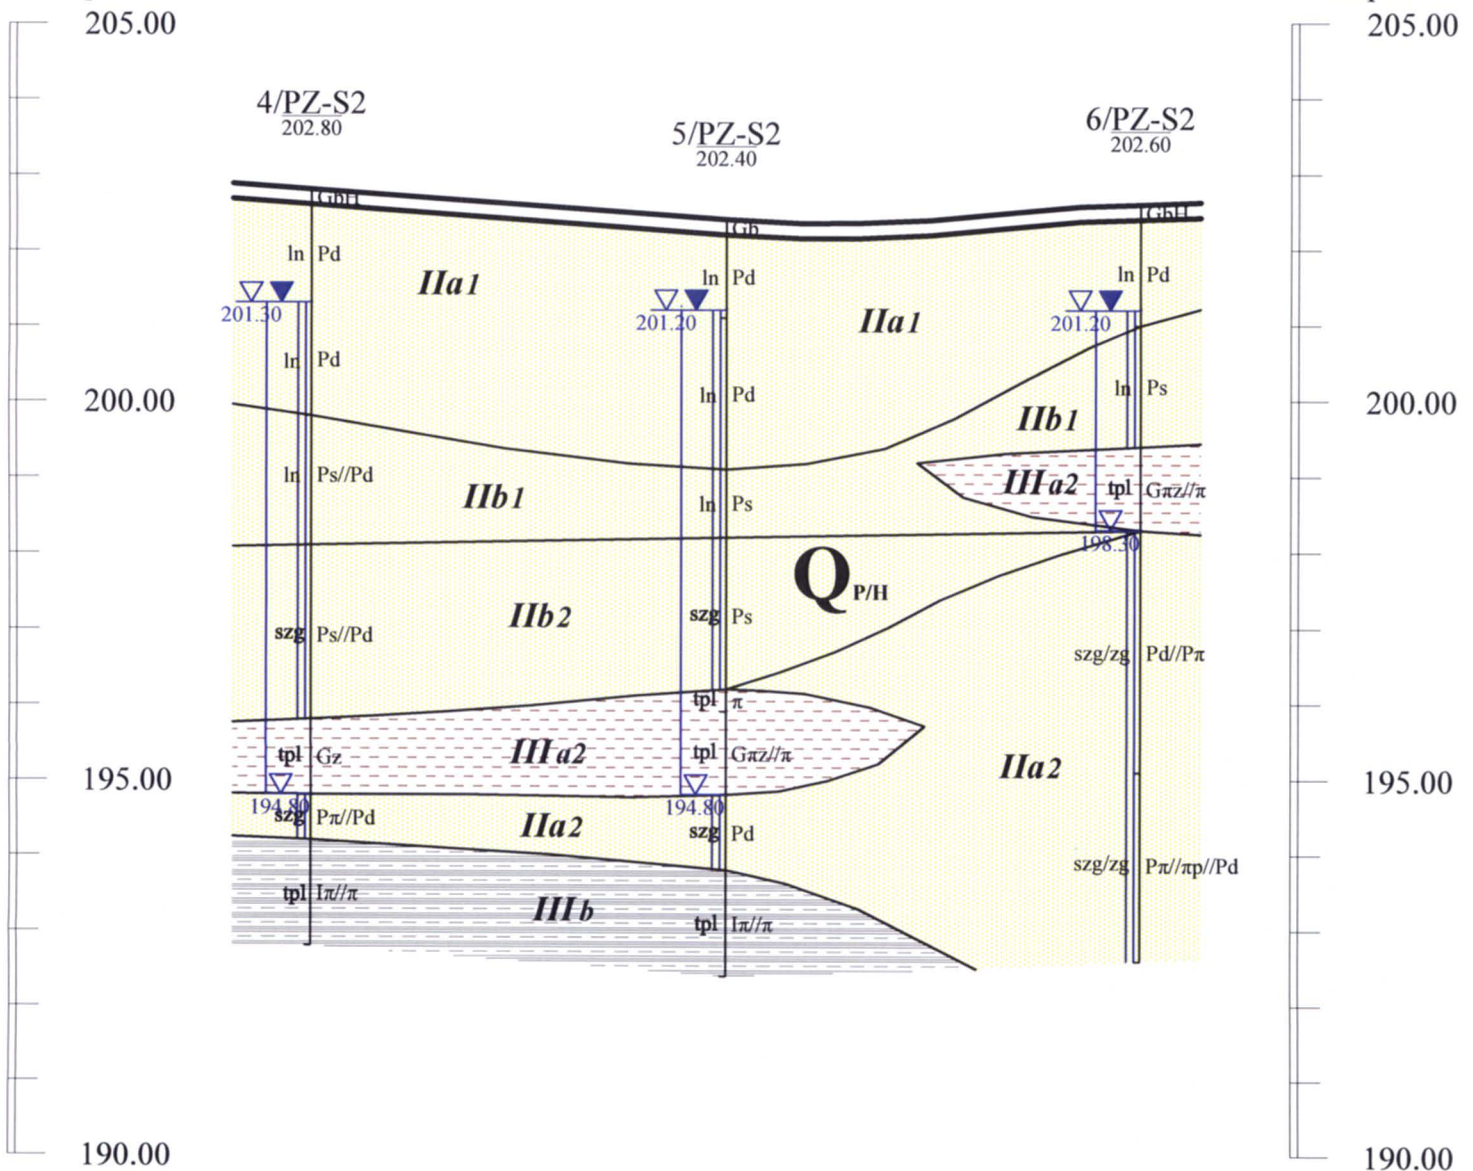 205.00
205.00
4/PZ-S2
202.80
5/PZ-S2
202.40
6/PZ-S2
202.60
GbH
Gb
GbH
ln Pd
IIa1
ln Pd
IIa1
ln Pd
201.30
201.20
201.20
ln Pd
ln Pd
ln Ps
200.00
200.00
IIb1
ln Ps//Pd
IIb1
ln Ps
IIIa2
tpl Gπz//π
198.30
Q P/H
IIb2
szg Ps//Pd
szg Ps
szg/zg Pd//Pπ
tpl π
tpl Gz
IIIa2
tpl Gπz//π
IIa2
195.00
195.00
194.80
194.80
szg Pπ//Pd
IIa2
szg Pd
szg/zg Pπ//πp//Pd
tpl Iπ//π
IIIb
tpl Iπ//π
190.00
190.00